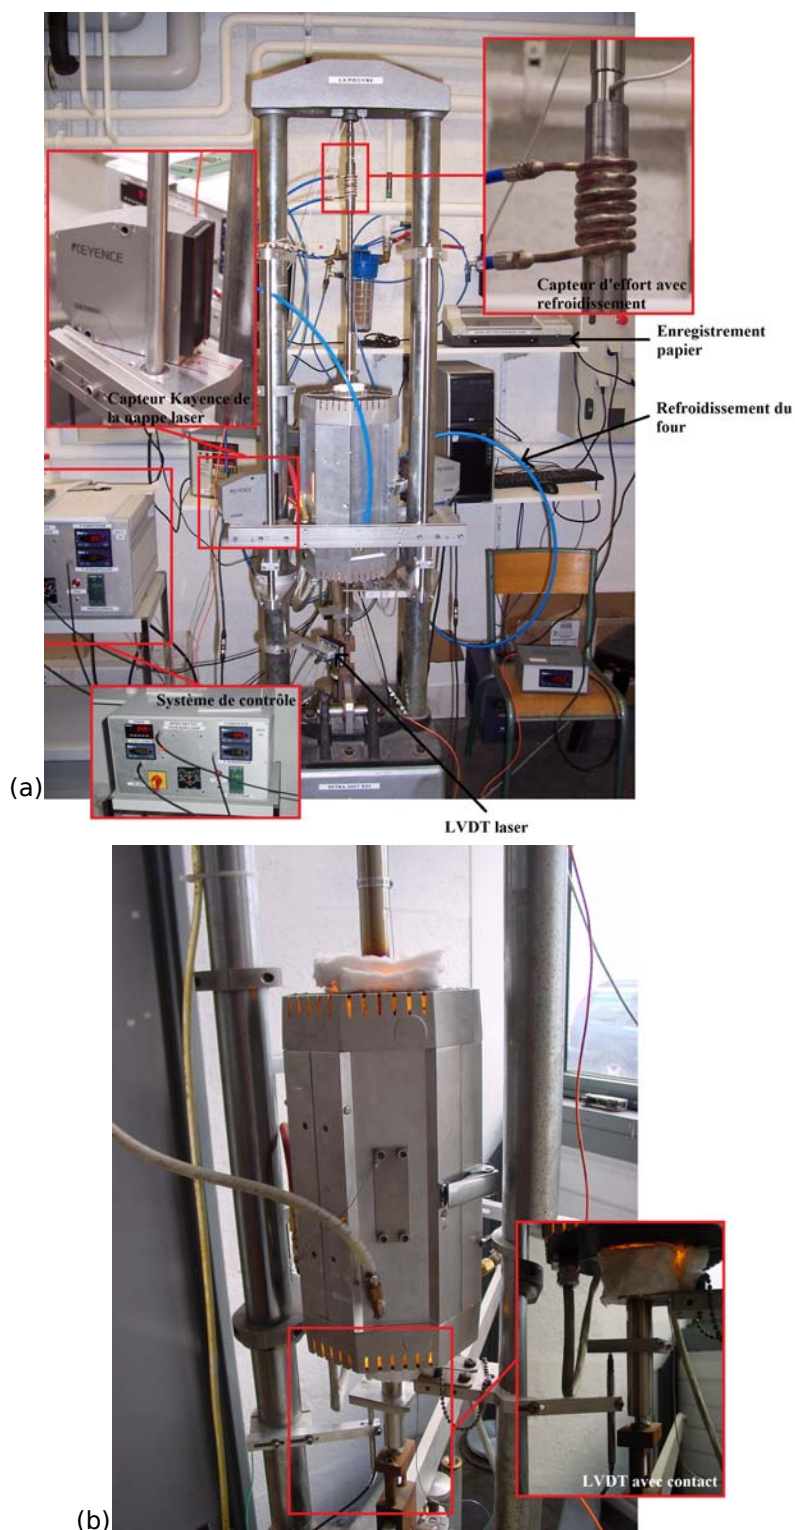 LA PIEUVRE
KEYENCE
Capteur d'effort avec
refroidissement
Enregistrement
papier
Capteur Kayence de
la nappe laser
Refroidissement du
four
KEYENCE
Système de contrôle
(a)
LVDT laser
LVDT avec contact
(b)